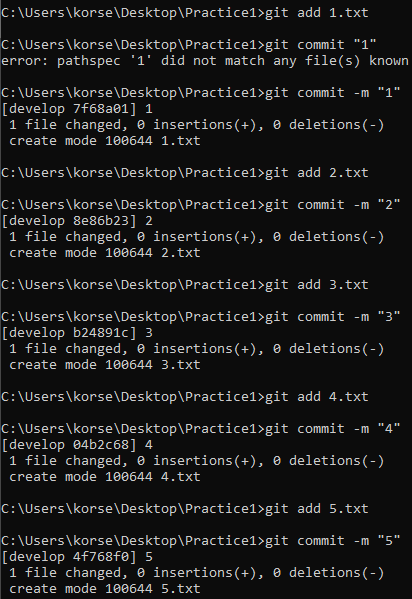 C:\Users\korse\Desktop\Practice1>git add 1.txt
C:\Users\korse\Desktop\Practice1>git commit "1"
error: pathspec '1' did not match any file(s) known
C:\Users\korse\Desktop\Practice1>git commit -m "1"
[develop 7f68a01] 1
 1 file changed, 0 insertions(+), 0 deletions(-)
 create mode 100644 1.txt
C:\Users\korse\Desktop\Practice1>git add 2.txt
C:\Users\korse\Desktop\Practice1>git commit -m "2"
[develop 8e86b23] 2
 1 file changed, 0 insertions(+), 0 deletions(-)
 create mode 100644 2.txt
C:\Users\korse\Desktop\Practice1>git add 3.txt
C:\Users\korse\Desktop\Practice1>git commit -m "3"
[develop b24891c] 3
 1 file changed, 0 insertions(+), 0 deletions(-)
 create mode 100644 3.txt
C:\Users\korse\Desktop\Practice1>git add 4.txt
C:\Users\korse\Desktop\Practice1>git commit -m "4"
[develop 04b2c68] 4
 1 file changed, 0 insertions(+), 0 deletions(-)
 create mode 100644 4.txt
C:\Users\korse\Desktop\Practice1>git add 5.txt
C:\Users\korse\Desktop\Practice1>git commit -m "5"
[develop 4f768f0] 5
 1 file changed, 0 insertions(+), 0 deletions(-)
 create mode 100644 5.txt